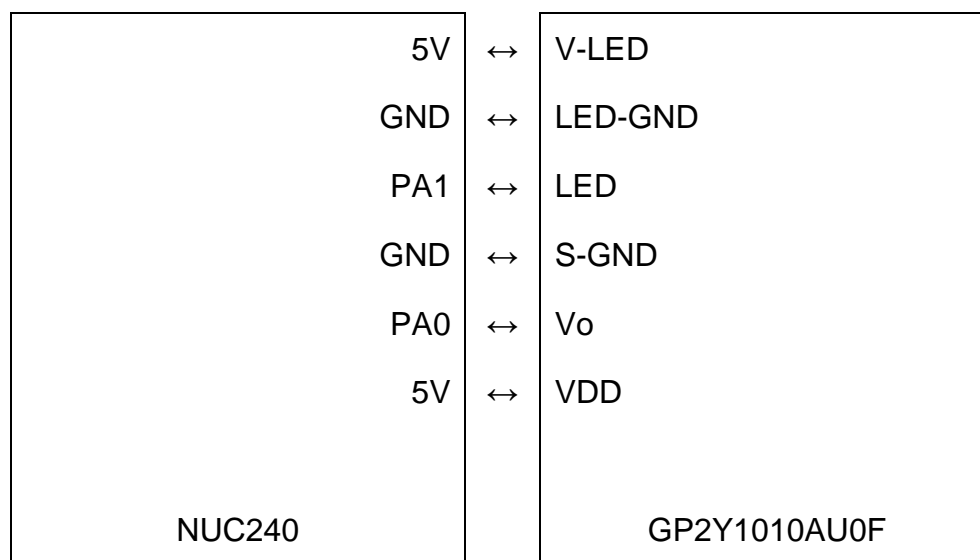 5V ↔ V-LED
GND ↔ LED-GND
PA1 ↔ LED
GND ↔ S-GND
PA0 ↔ Vo
5V ↔ VDD
NUC240 GP2Y1010AU0F